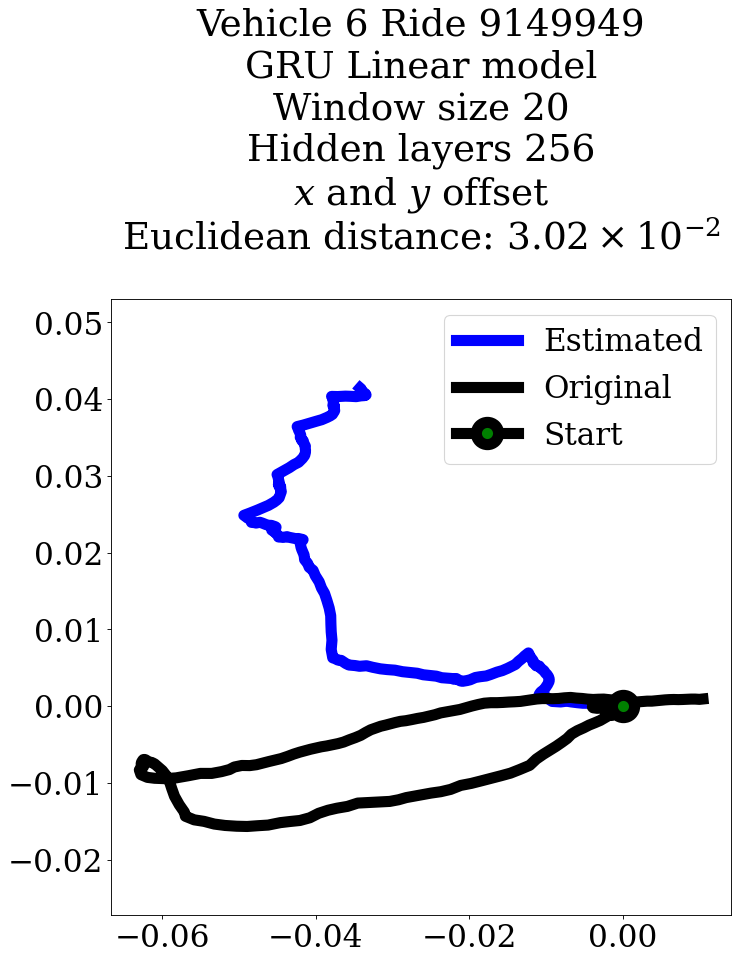 Vehicle 6 Ride 9149949
GRU Linear model
Window size 20
Hidden layers 256
x and y offset
Euclidean distance: 3.02 × 10⁻²
Estimated
Original
Start
0.05
0.04
0.03
0.02
0.01
0.00
−0.01
−0.02
−0.06 −0.04 −0.02 0.00